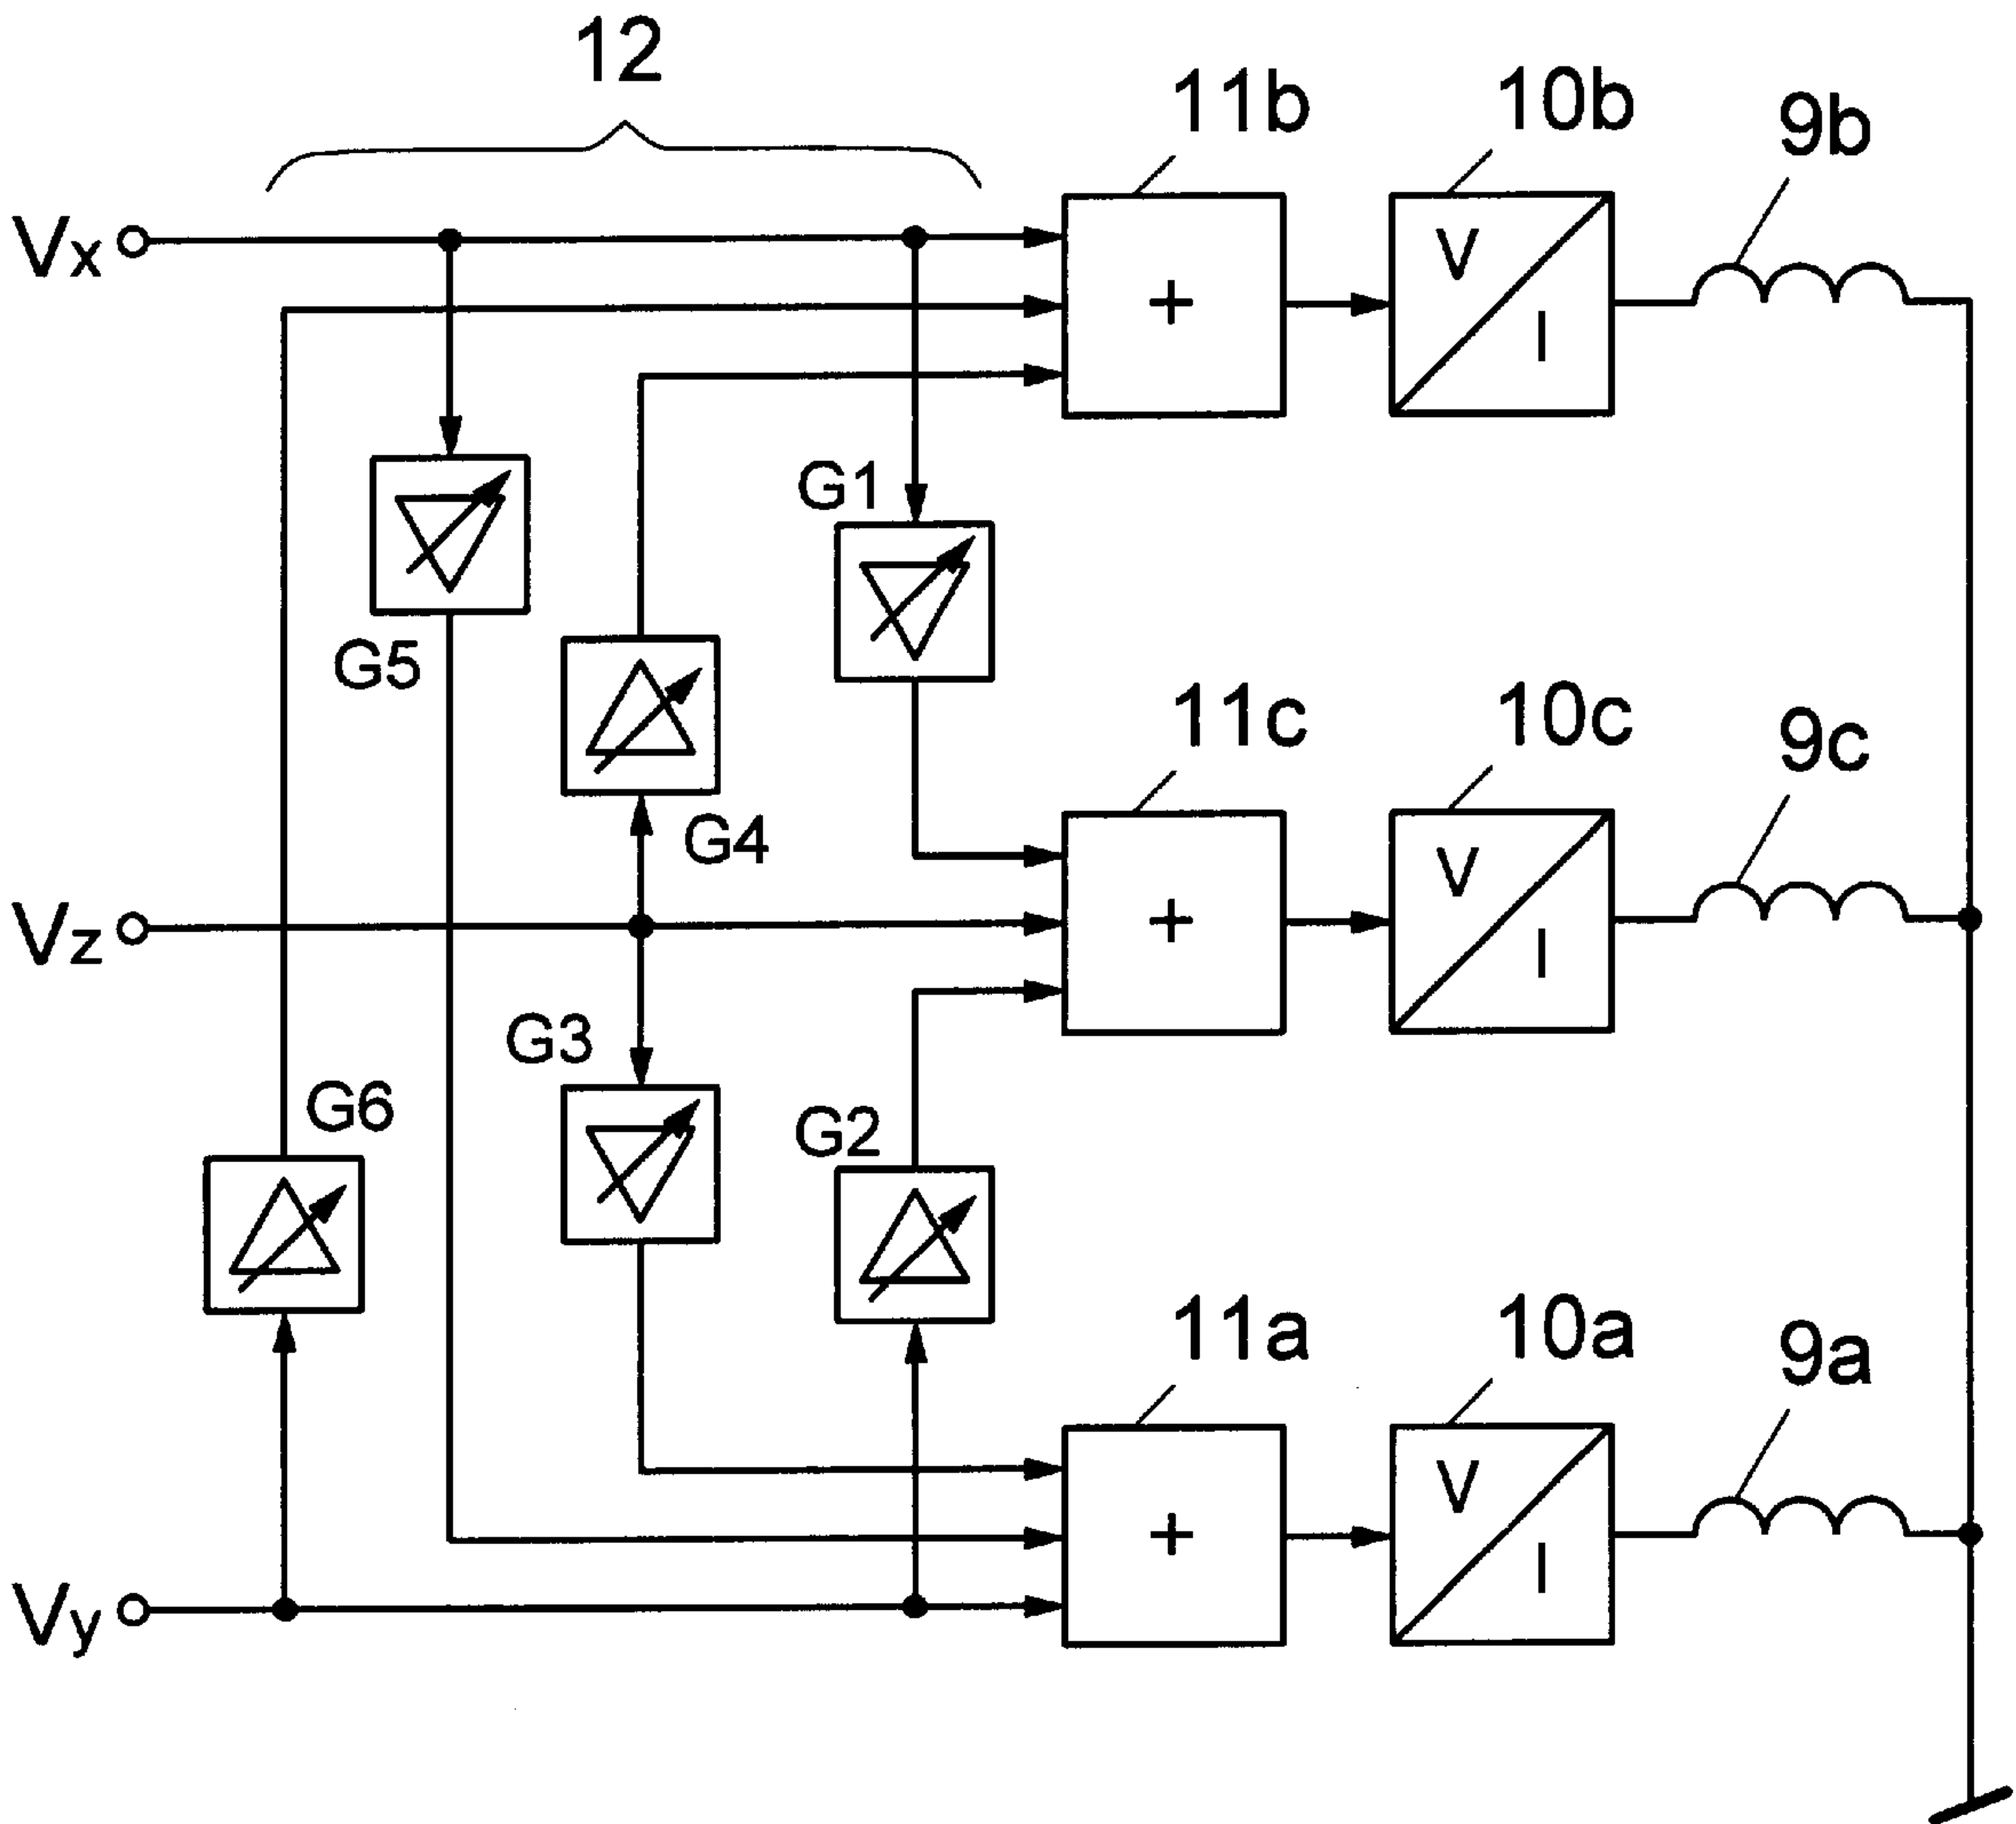 12
11b
10b
9b
Vx
+
V
I
G1
G5
11c
10c
9c
G4
V
+
Vz
I
G3
G6
G2
11a
10a
9a
V
+
I
Vy